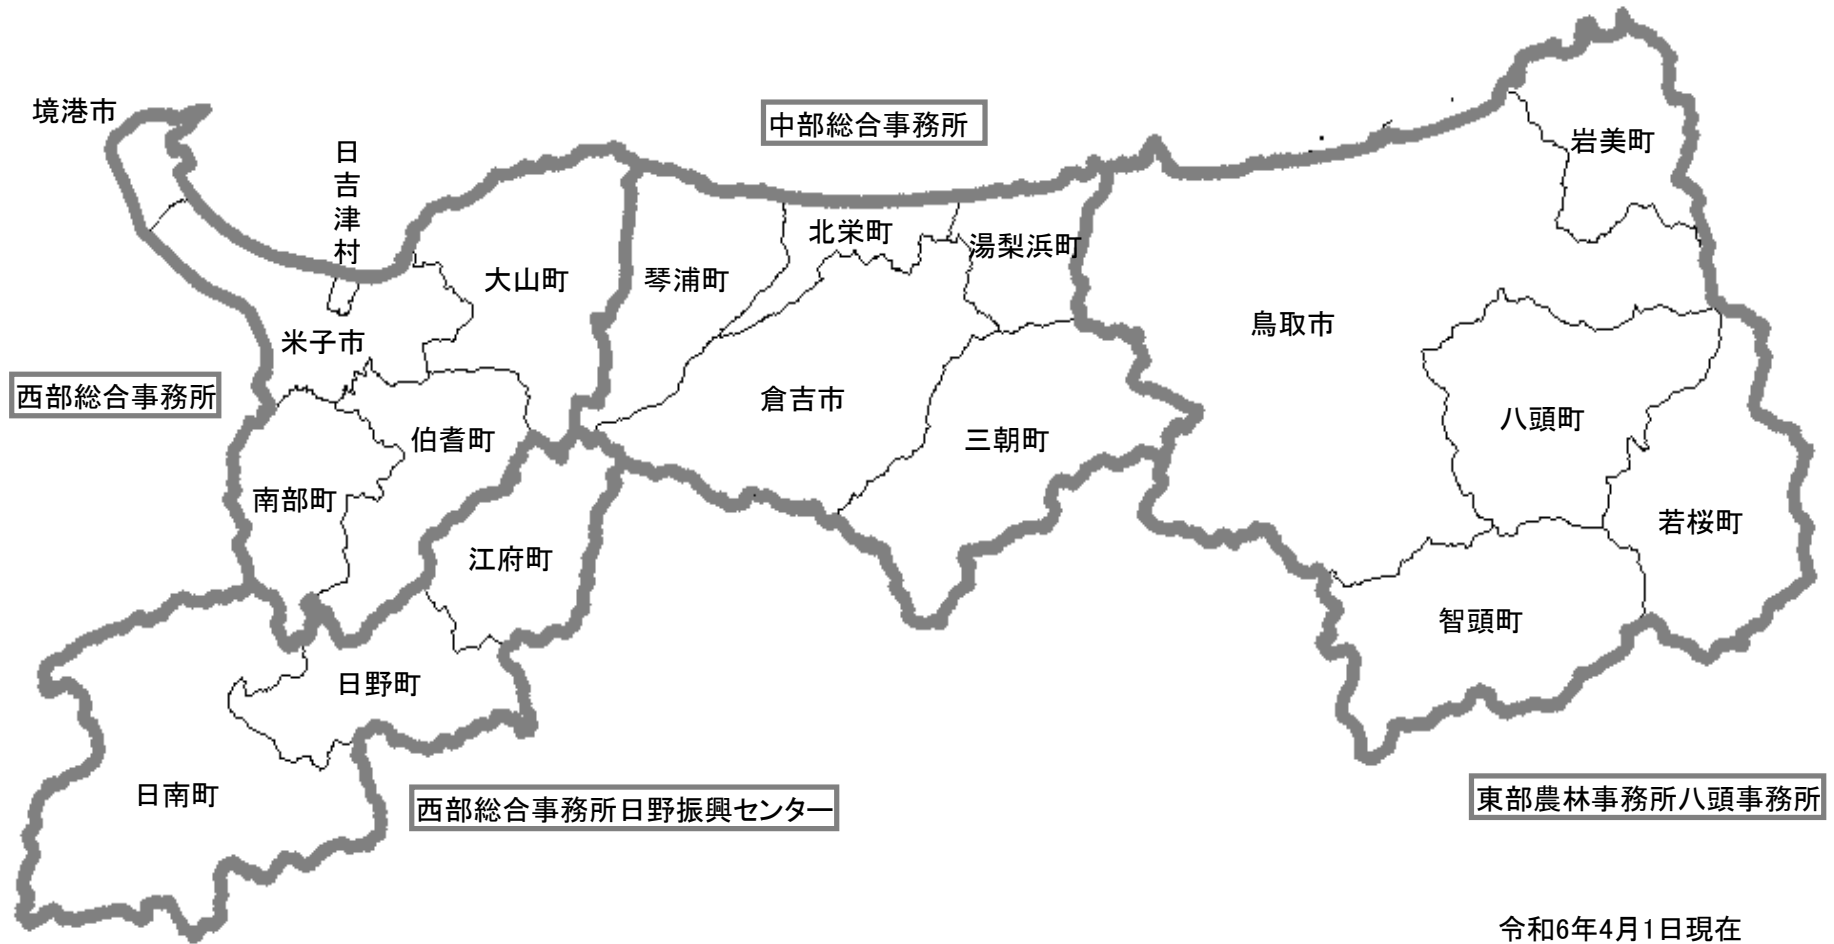 境港市
中部総合事務所
岩美町
日吉津村
北栄町
湯梨浜町
大山町
琴浦町
鳥取市
米子市
西部総合事務所
倉吉市
八頭町
伯耆町
三朝町
南部町
若桜町
江府町
智頭町
日野町
日南町
西部総合事務所日野振興センター
東部農林事務所八頭事務所
令和6年4月1日現在